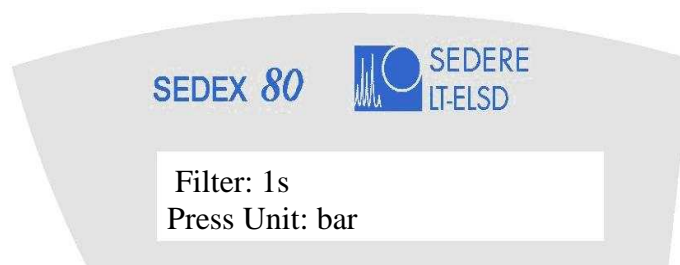 SEDEX 80
SEDERE
LT-ELSD
Filter: 1s
Press Unit: bar